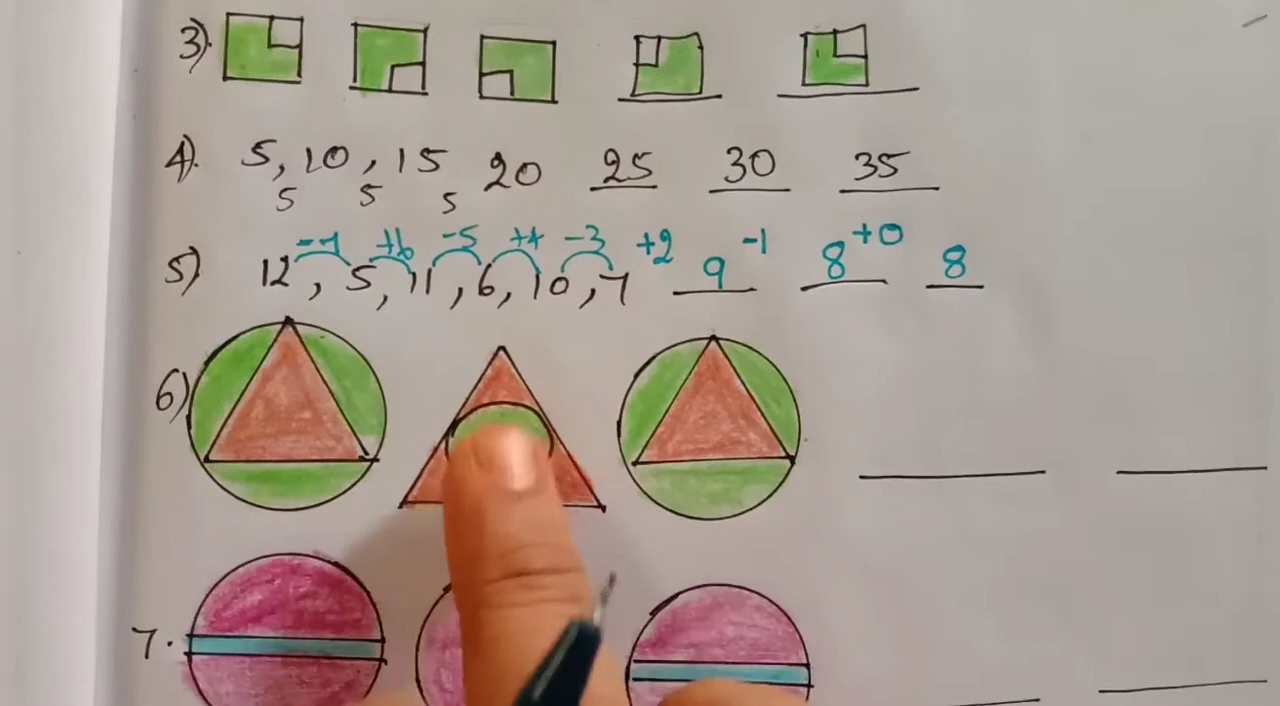 3).
4). 5, 10, 15 20 25 30 35
5 5 5
-7 +6 -5 +4 -3 +2 -1 +0
5) 12, 5, 11, 6, 10, 7 9 8 8
6)
7.